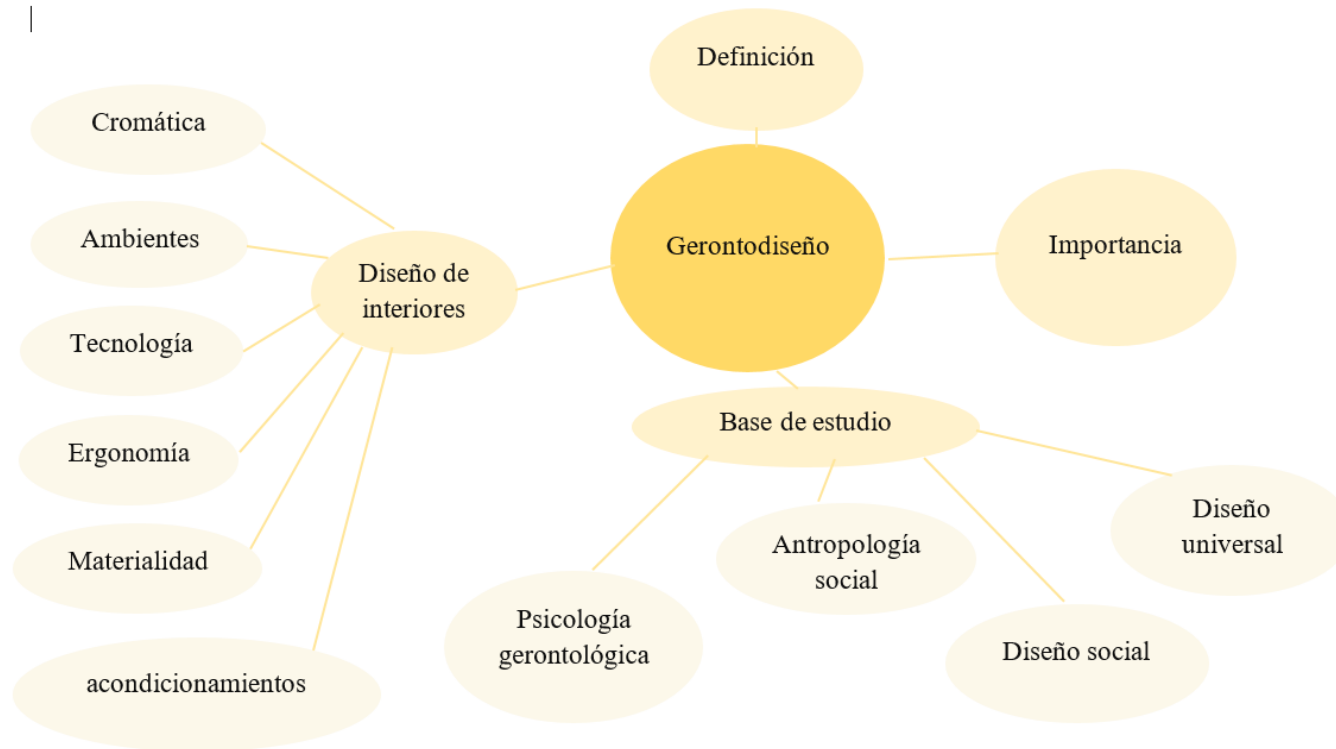 Definición
Cromática
Ambientes
Tecnología
Ergonomía
Materialidad
acondicionamientos
Diseño de
interiores
Gerontodiseño
Importancia
Base de estudio
Psicología
gerontológica
Antropología
social
Diseño social
Diseño
universal